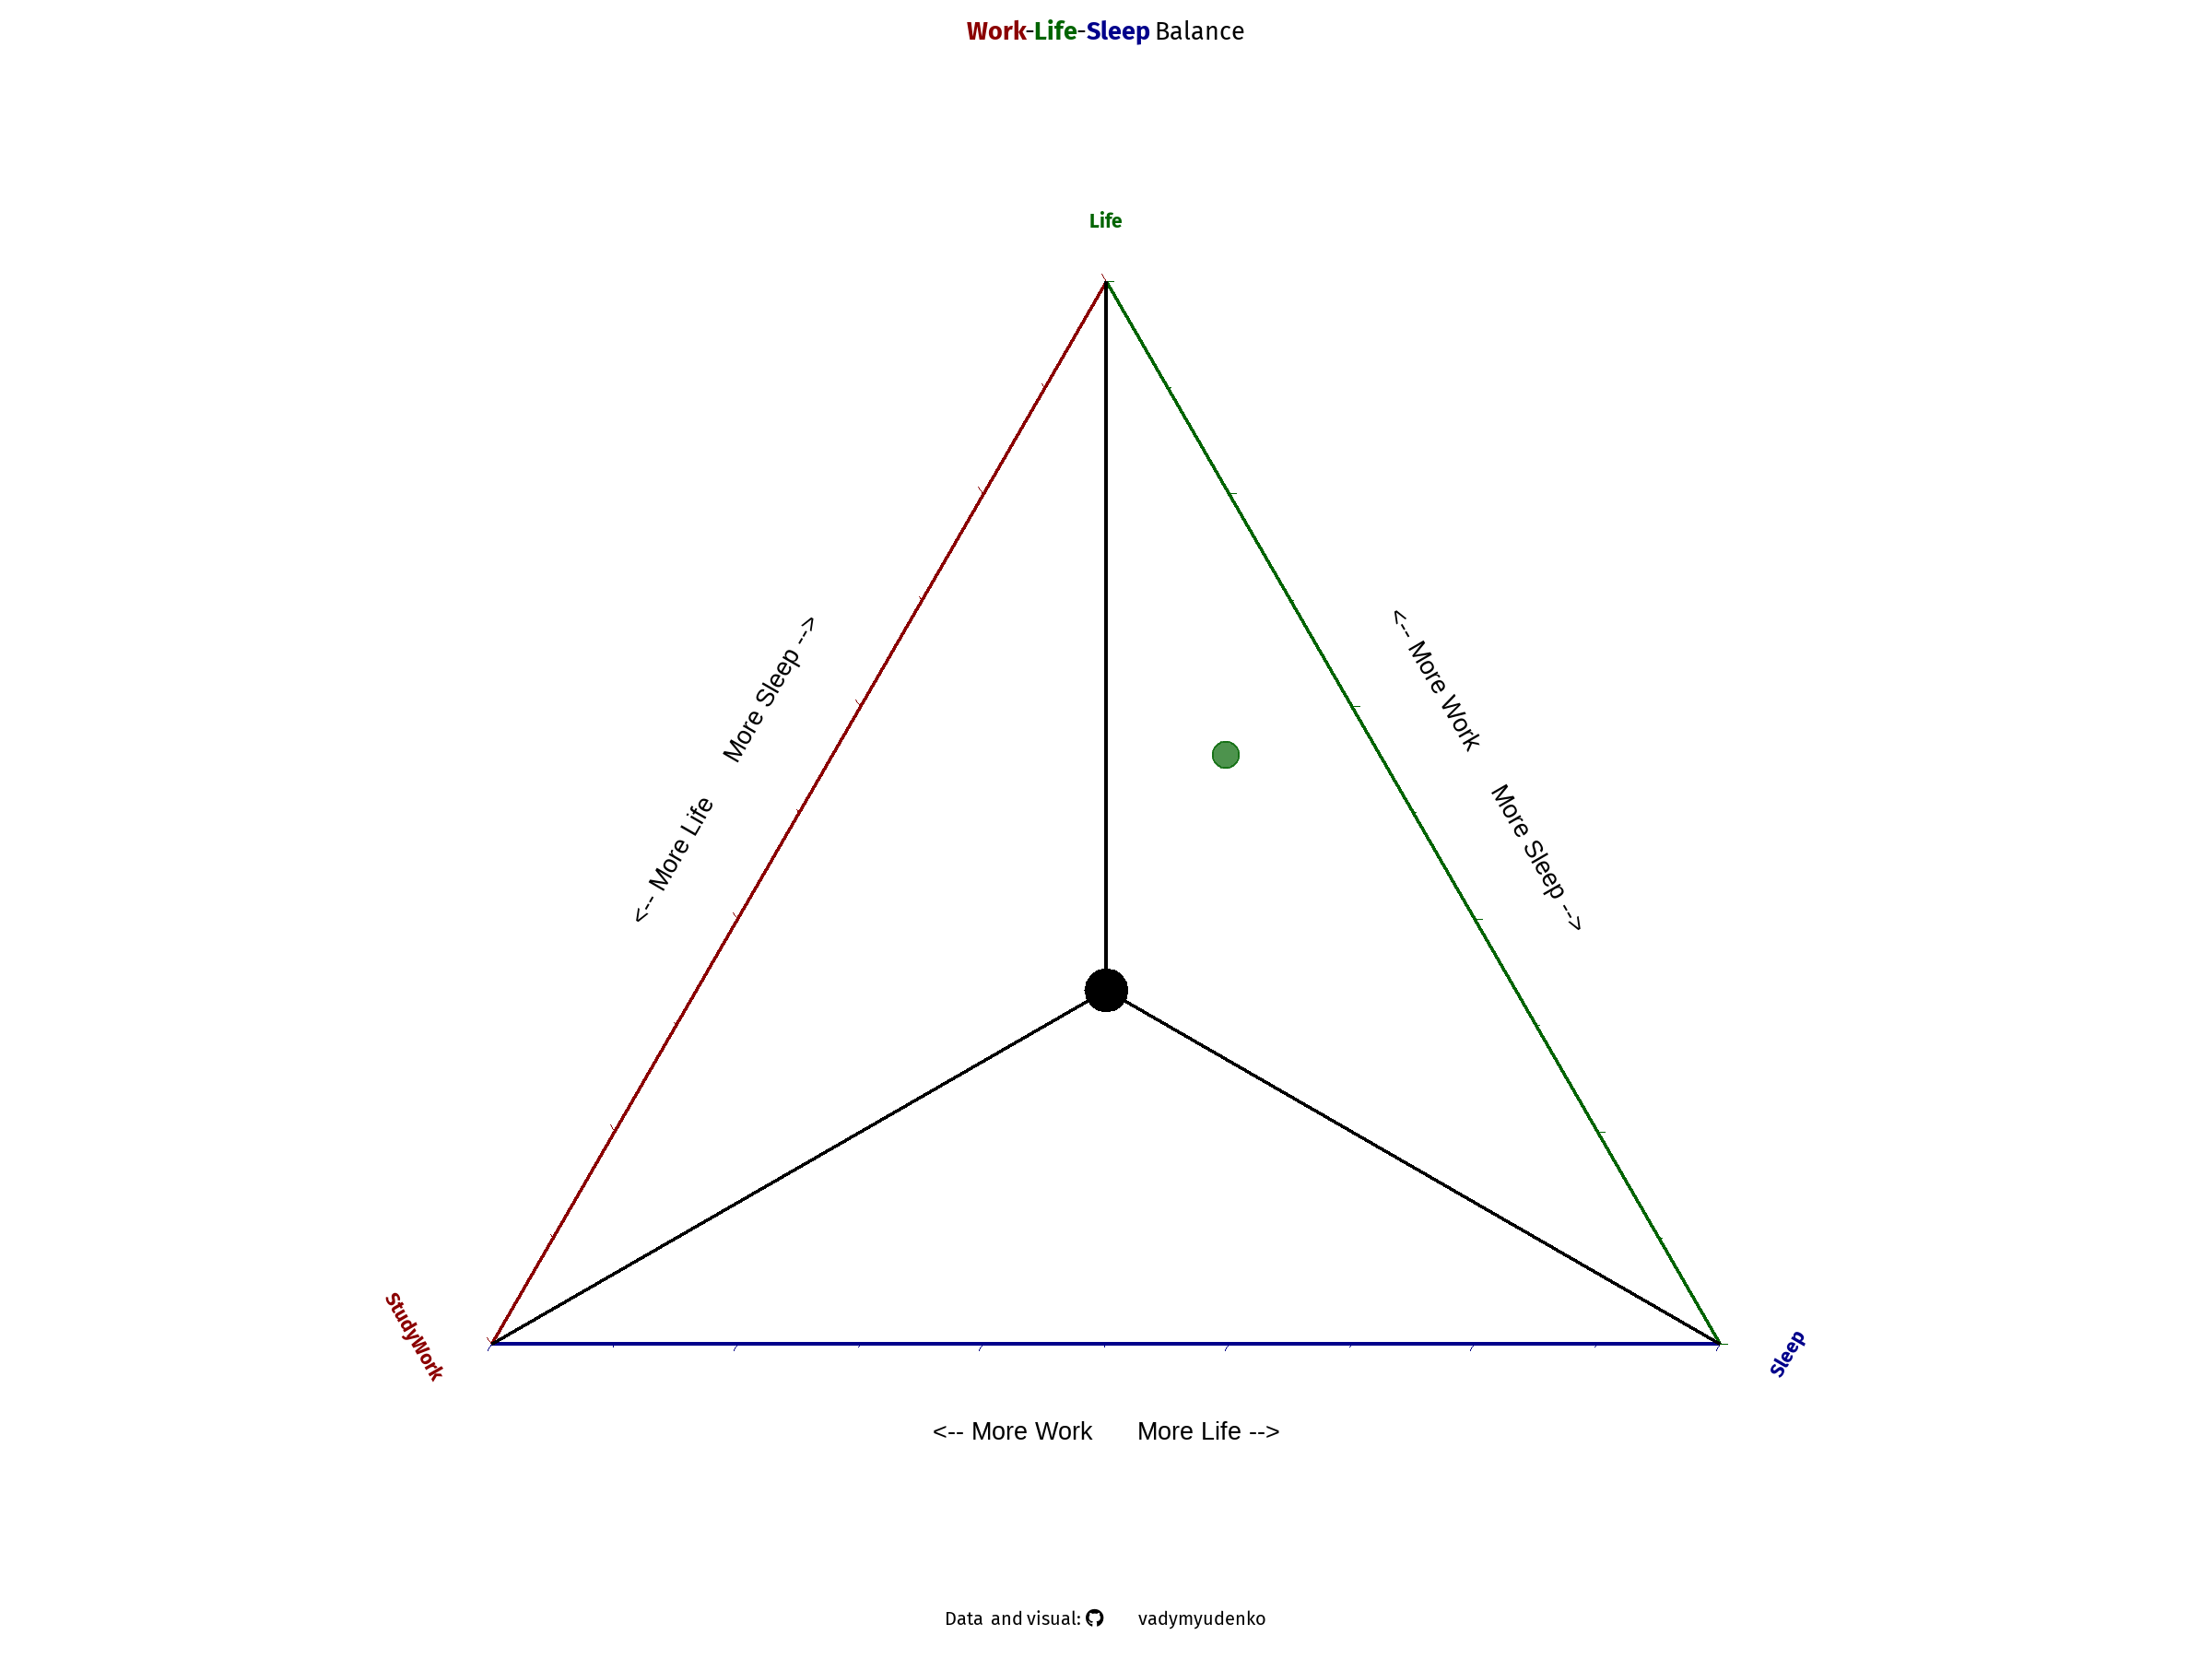 Work-Life-Sleep Balance
Life
<-- More Life More Sleep -->
<-- More Work More Sleep -->
StudyWork
Sleep
<-- More Work More Life -->
Data and visual: vadymyudenko